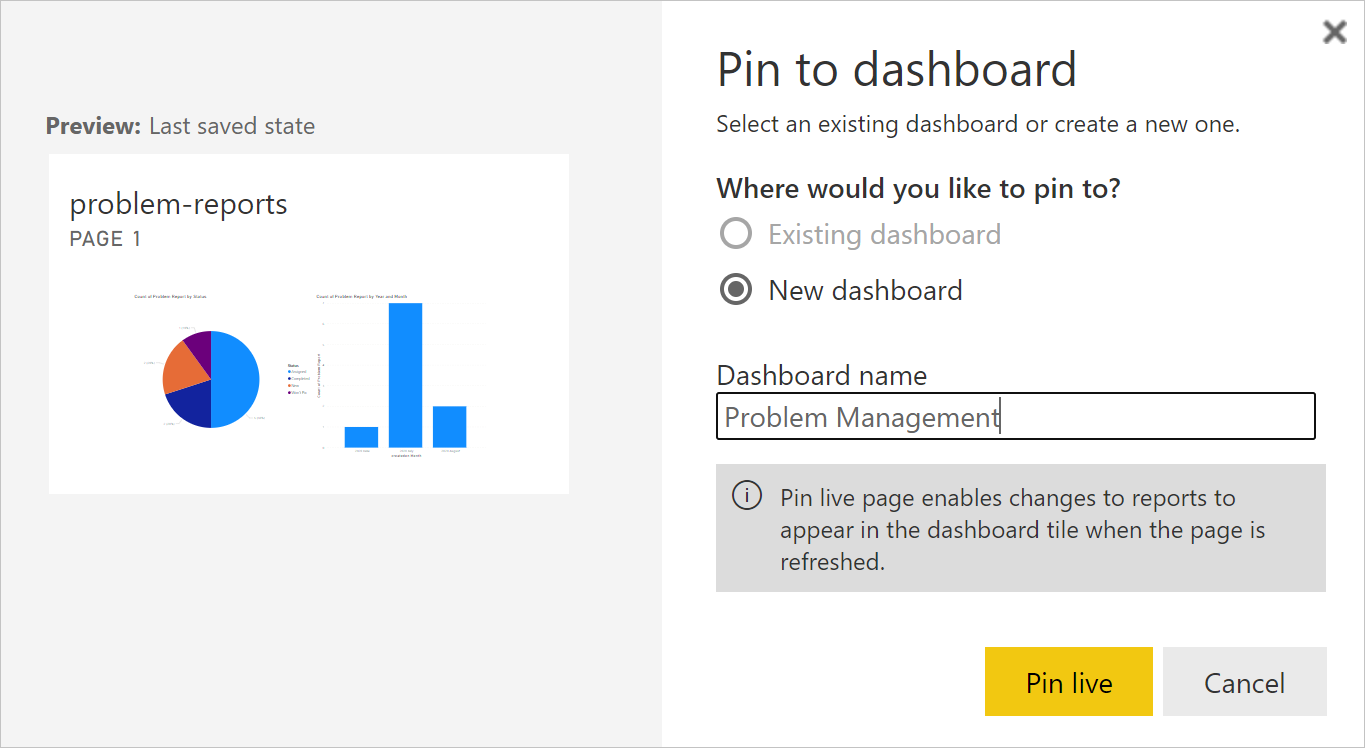 Preview: Last saved state
problem-reports
PAGE 1
Count of Problem Report by Status
Count of Problem Report by Year and Month
Status
Assigned
Completed
New
Won't Fix
Pin to dashboard
Select an existing dashboard or create a new one.
Where would you like to pin to?
Existing dashboard
New dashboard
Dashboard name
Problem Management
Pin live page enables changes to reports to
appear in the dashboard tile when the page is
refreshed.
Pin live
Cancel